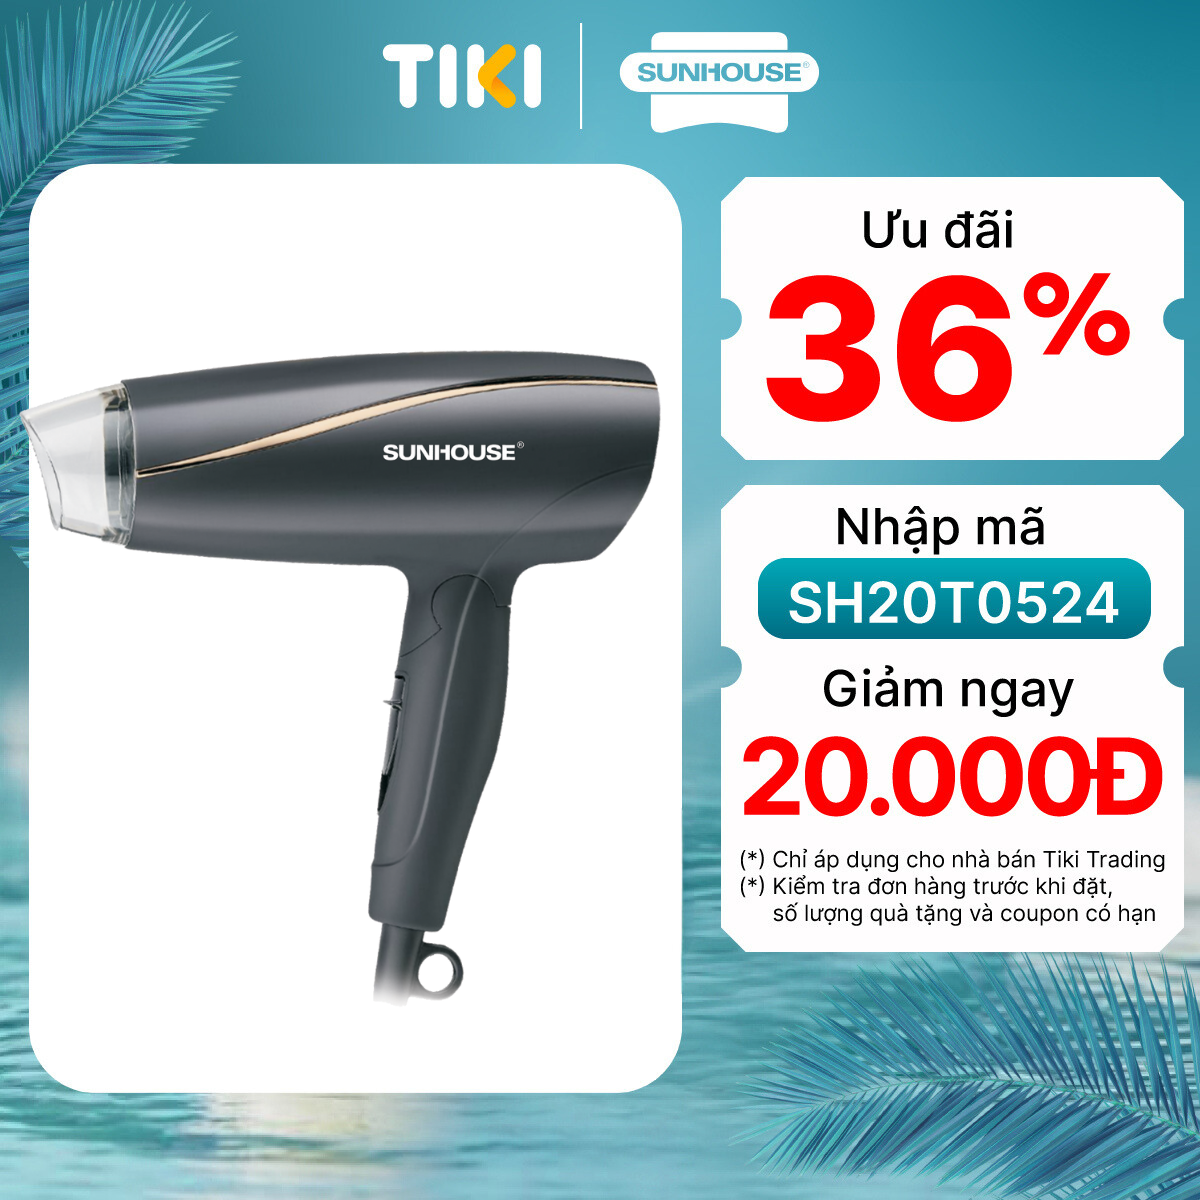 TIKI
SUNHOUSE®
Ưu đãi
36%
SUNHOUSE®
Nhập mã
SH20T0524
Giảm ngay
20.000Đ
(*) Chỉ áp dụng cho nhà bán Tiki Trading
(*) Kiểm tra đơn hàng trước khi đặt,
số lượng quà tặng và coupon có hạn